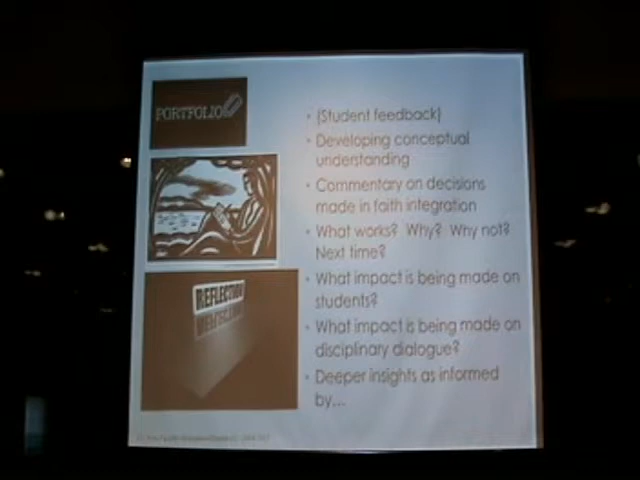 PORTFOLIO
REFLECTION
• (Student feedback)
• Developing conceptual
understanding
• Commentary on decisions
made in faith integration
• What works? Why? Why not?
Next time?
• What impact is being made on
students?
• What impact is being made on
disciplinary dialogue?
• Deeper insights as informed
by...